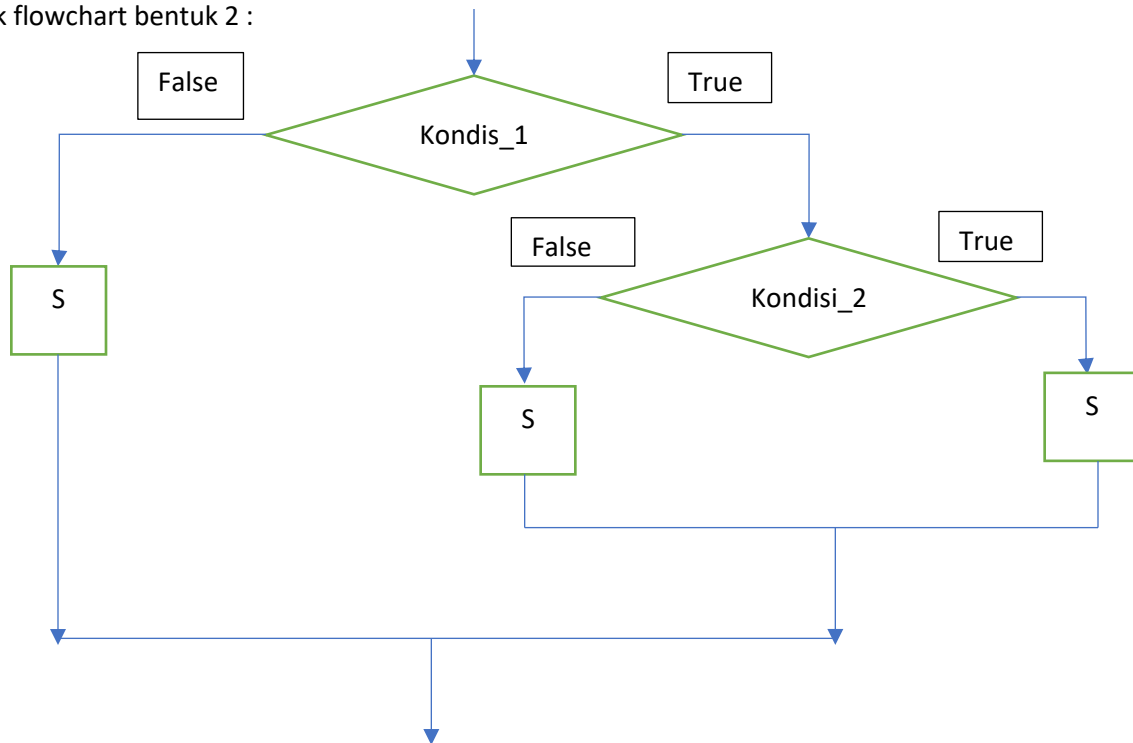 k flowchart bentuk 2 :
False
True
Kondis_1
False
True
S
Kondisi_2
S
S